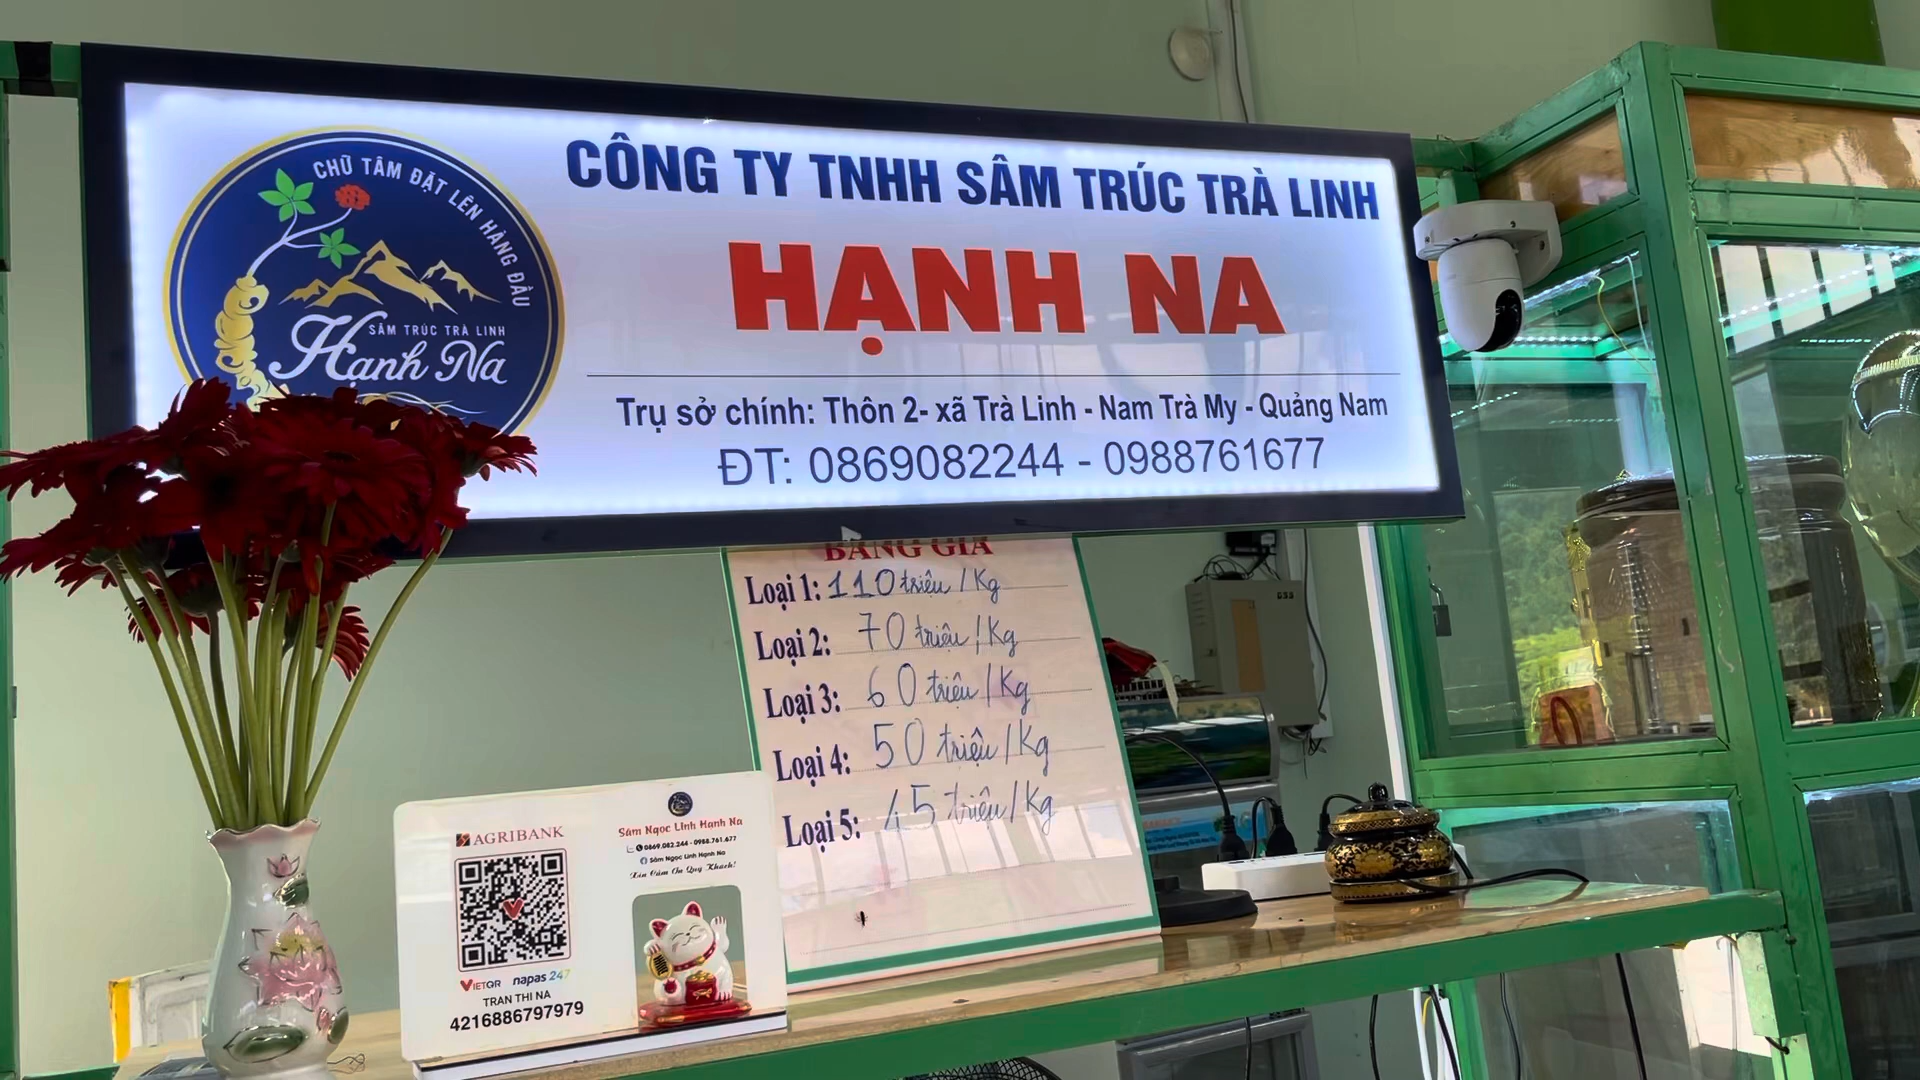 CHỮ TÂM ĐẶT LÊN HÀNG ĐẦU
SÂM TRÚC TRÀ LINH
Hạnh Na
CÔNG TY TNHH SÂM TRÚC TRÀ LINH
HẠNH NA
Trụ sở chính: Thôn 2- xã Trà Linh - Nam Trà My - Quảng Nam
ĐT: 0869082244 - 0988761677
BẢNG GIÁ
Loại 1: 110 triệu / Kg
Loại 2: 70 triệu / Kg
Loại 3: 60 triệu / Kg
Loại 4: 50 triệu / Kg
Loại 5: 45 triệu / Kg
AGRIBANK
VIETQR napas 247
TRAN THI NA
4216886797979
Sâm Ngọc Linh Hạnh Na
0869.082.244 - 0988.761.677
Sâm Ngọc Linh Hạnh Na
Xin Cảm Ơn Quý Khách!